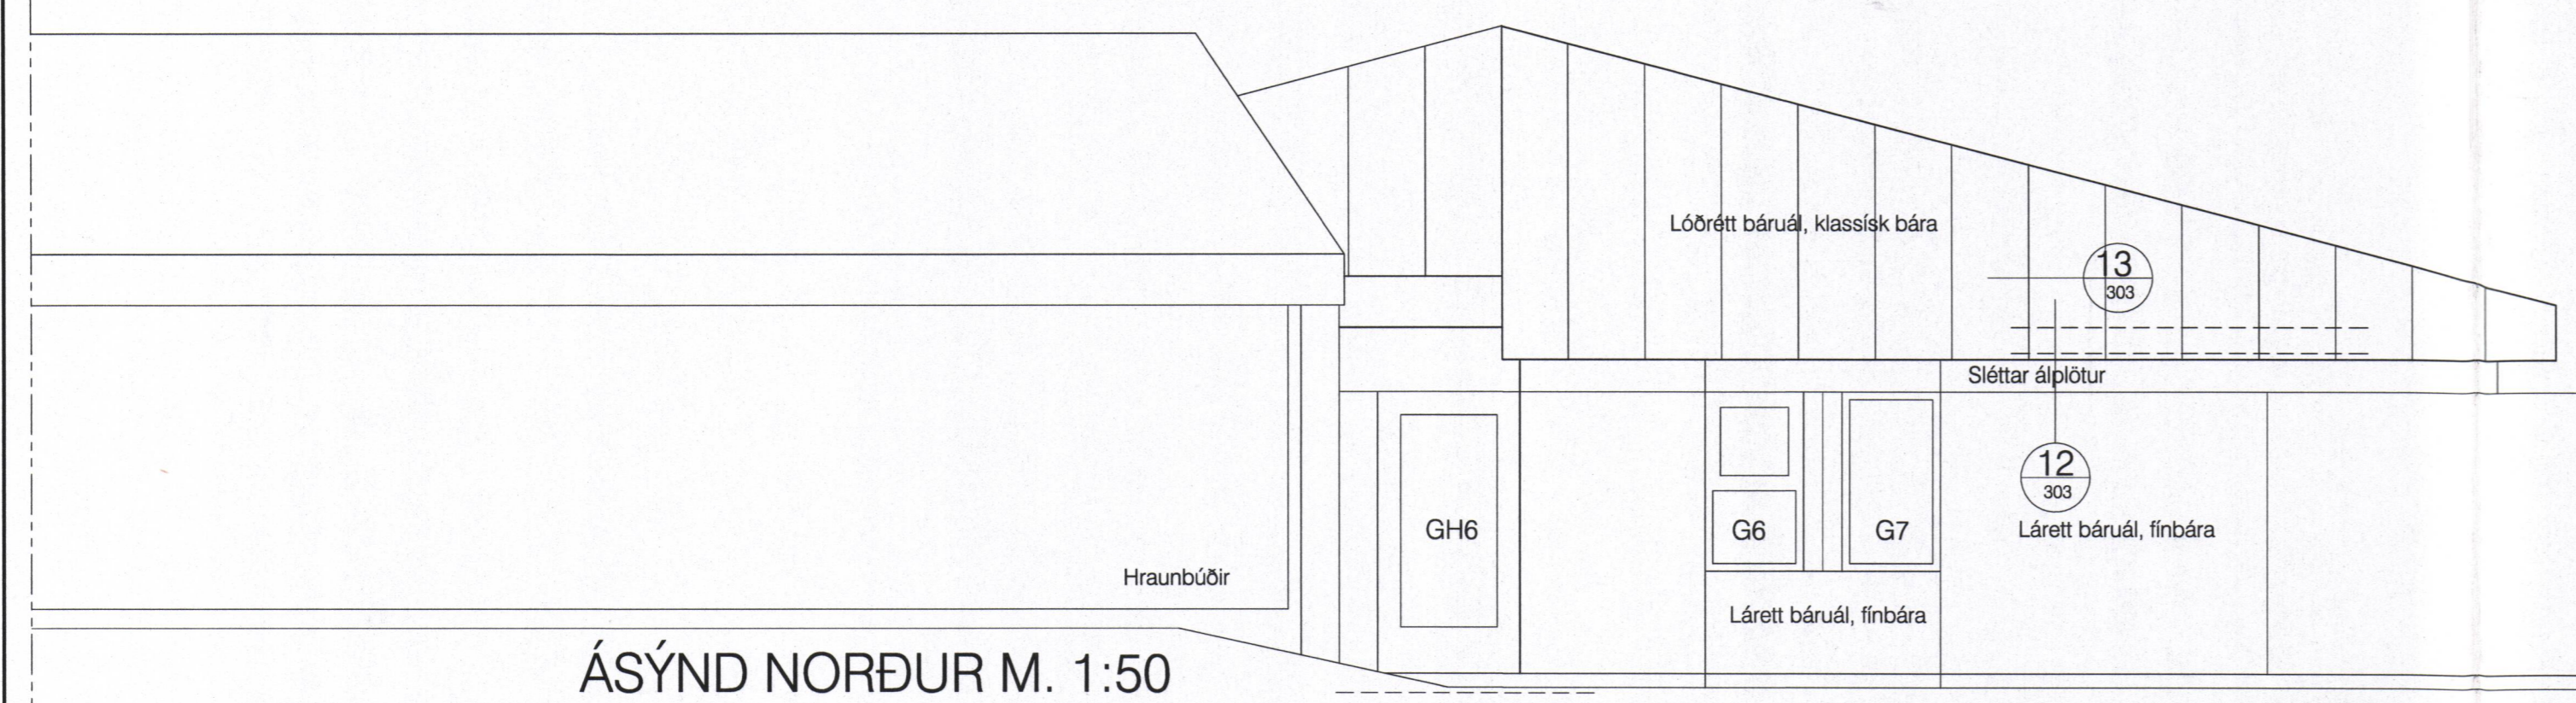 Lóðrétt báruál, klassísk bára
13
303
Sléttar álplötur
12
303
GH6
G6
G7
Lárett báruál, fínbára
Hraunbúðir
Lárett báruál, fínbára
ÁSÝND NORÐUR M. 1:50